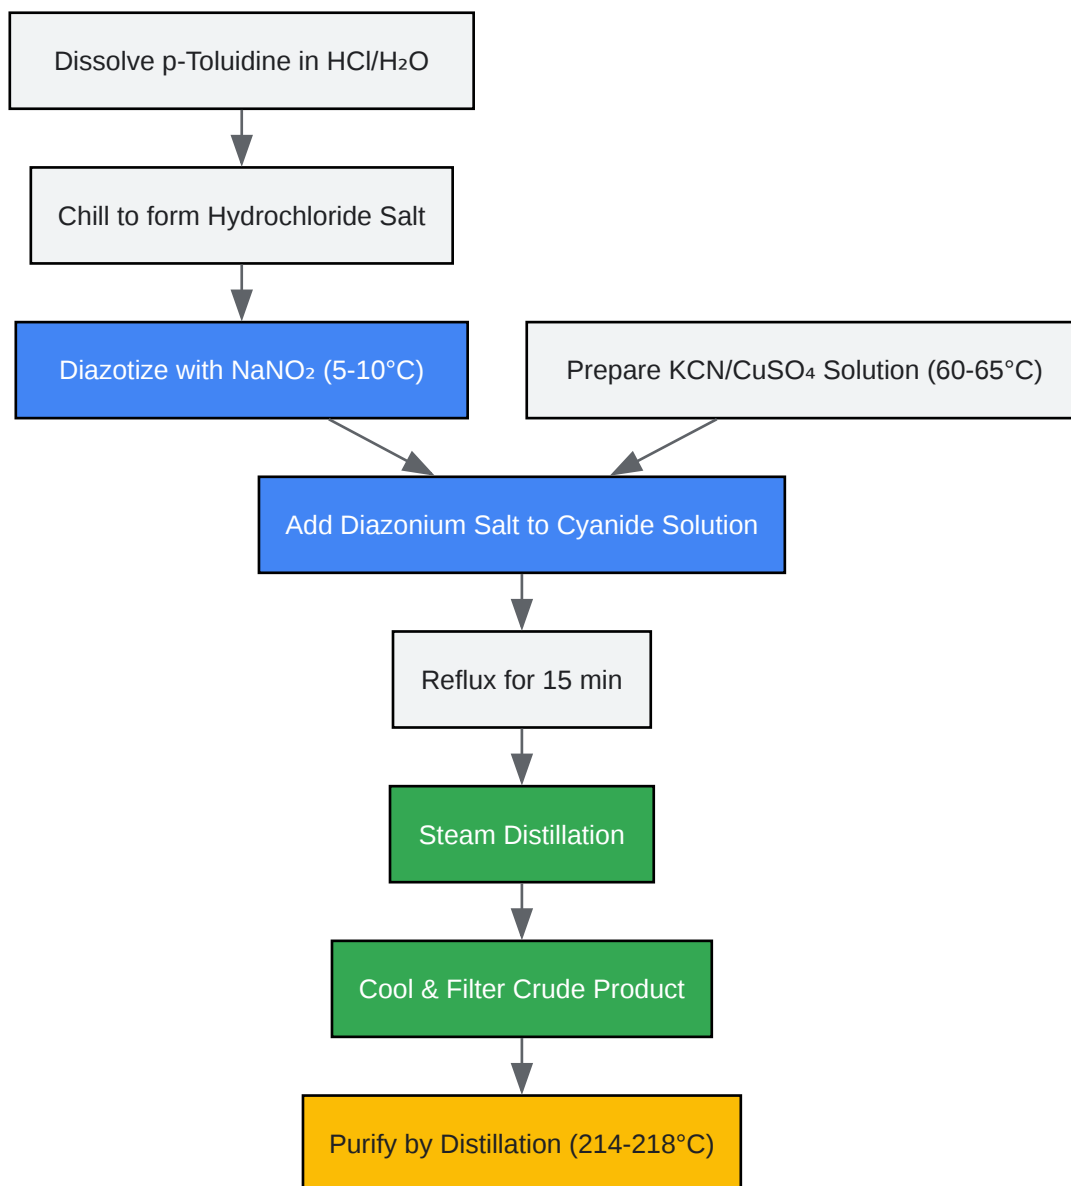 Dissolve p-Toluidine in HCl/H₂O
Chill to form Hydrochloride Salt
Diazotize with NaNO₂ (5-10°C)
Prepare KCN/CuSO₄ Solution (60-65°C)
Add Diazonium Salt to Cyanide Solution
Reflux for 15 min
Steam Distillation
Cool & Filter Crude Product
Purify by Distillation (214-218°C)